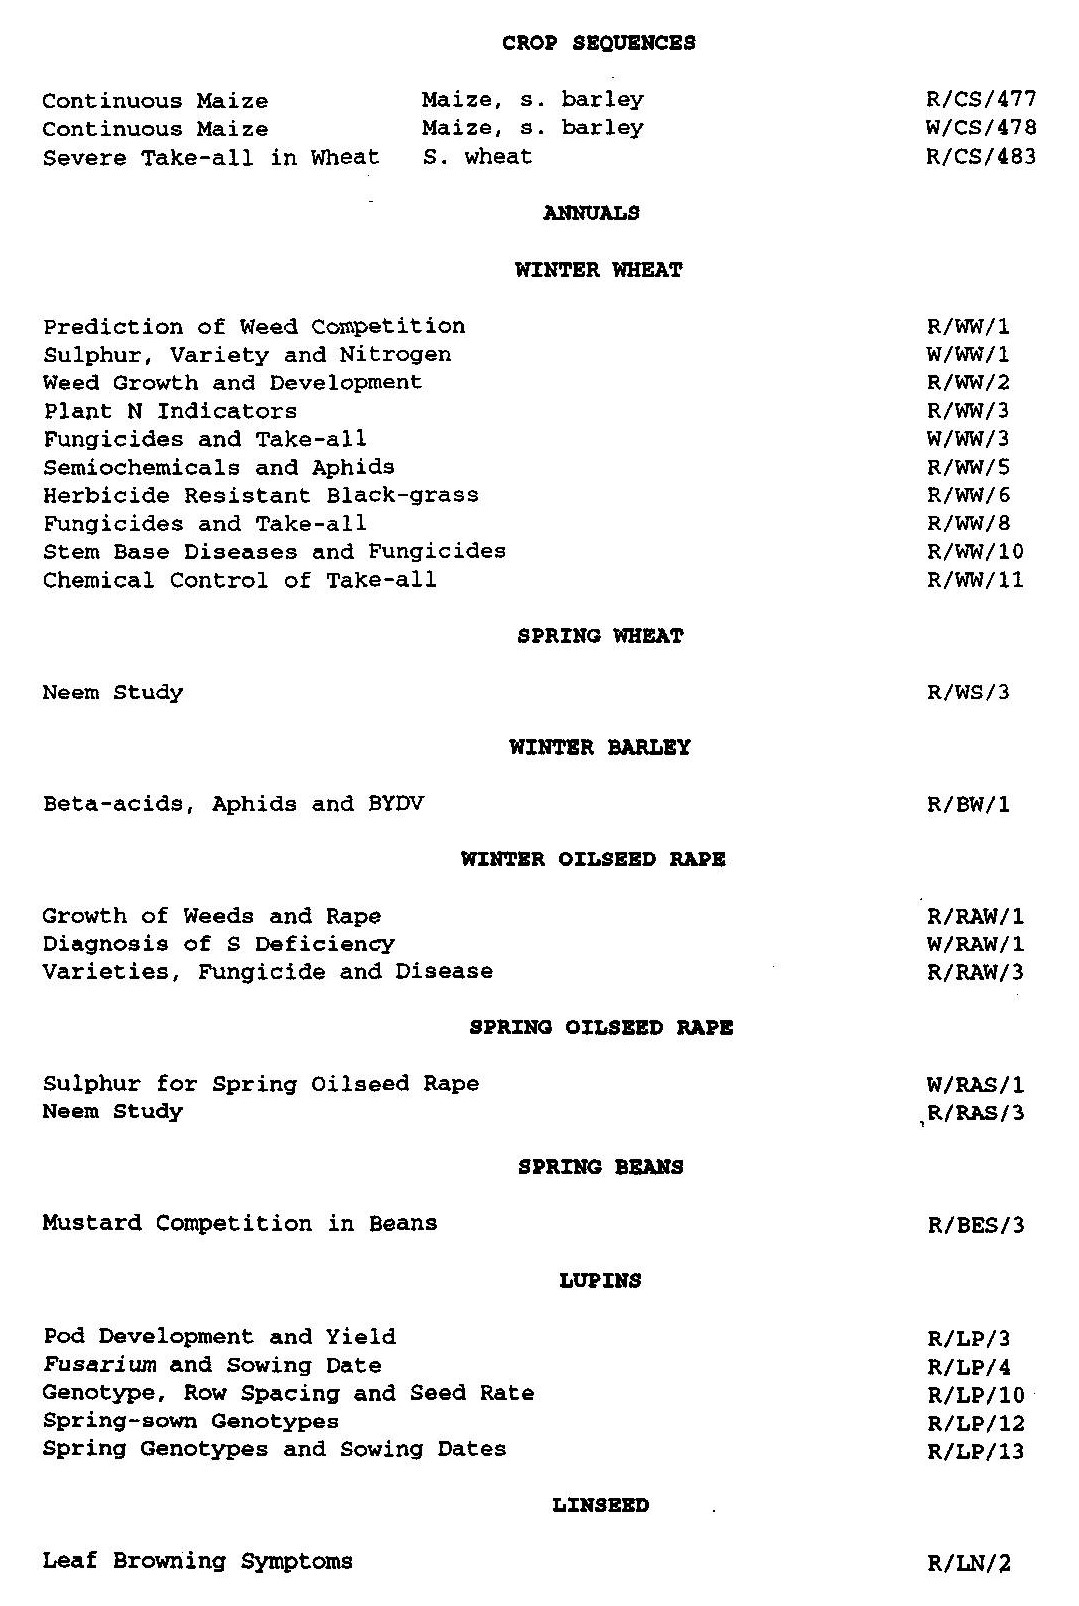 CROP SEQUENCES
Continuous Maize Maize, s. barley R/CS/477
Continuous Maize Maize, s. barley W/CS/478
Severe Take-all in Wheat S. wheat R/CS/483
ANNUALS
WINTER WHEAT
Prediction of Weed Competition R/WW/1
Sulphur, Variety and Nitrogen W/WW/1
Weed Growth and Development R/WW/2
Plant N Indicators R/WW/3
Fungicides and Take-all W/WW/3
Semiochemicals and Aphids R/WW/5
Herbicide Resistant Black-grass R/WW/6
Fungicides and Take-all R/WW/8
Stem Base Diseases and Fungicides R/WW/10
Chemical Control of Take-all R/WW/11
SPRING WHEAT
Neem Study R/WS/3
WINTER BARLEY
Beta-acids, Aphids and BYDV R/BW/1
WINTER OILSEED RAPE
Growth of Weeds and Rape R/RAW/1
Diagnosis of S Deficiency W/RAW/1
Varieties, Fungicide and Disease R/RAW/3
SPRING OILSEED RAPE
Sulphur for Spring Oilseed Rape W/RAS/1
Neem Study R/RAS/3
SPRING BEANS
Mustard Competition in Beans R/BES/3
LUPINS
Pod Development and Yield R/LP/3
Fusarium and Sowing Date R/LP/4
Genotype, Row Spacing and Seed Rate R/LP/10
Spring-sown Genotypes R/LP/12
Spring Genotypes and Sowing Dates R/LP/13
LINSEED
Leaf Browning Symptoms R/LN/2